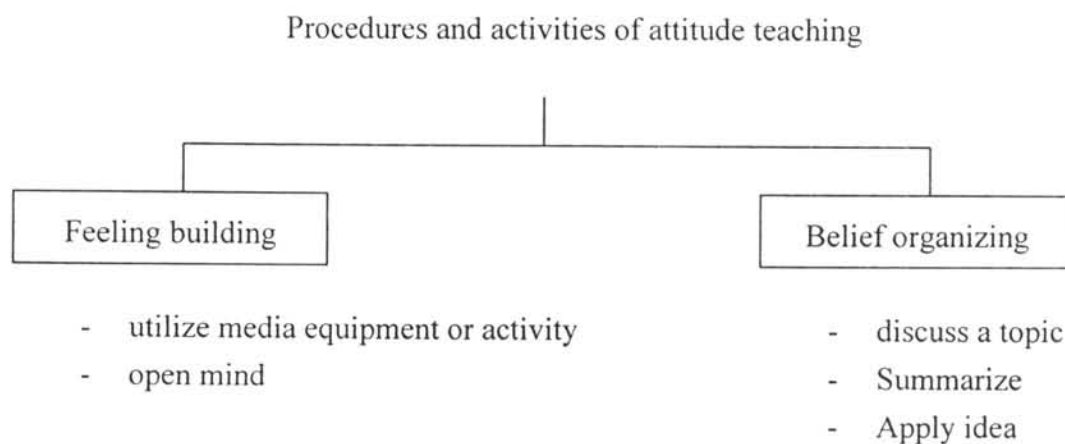 Procedures and activities of attitude teaching
Feeling building
- utilize media equipment or activity
- open mind
Belief organizing
- discuss a topic
- Summarize
- Apply idea